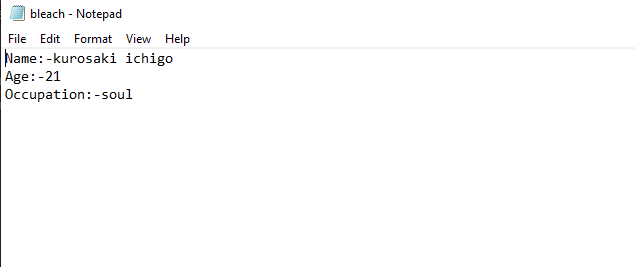 bleach - Notepad
File Edit Format View Help
Name:-kurosaki ichigo
Age:-21
Occupation:-soul